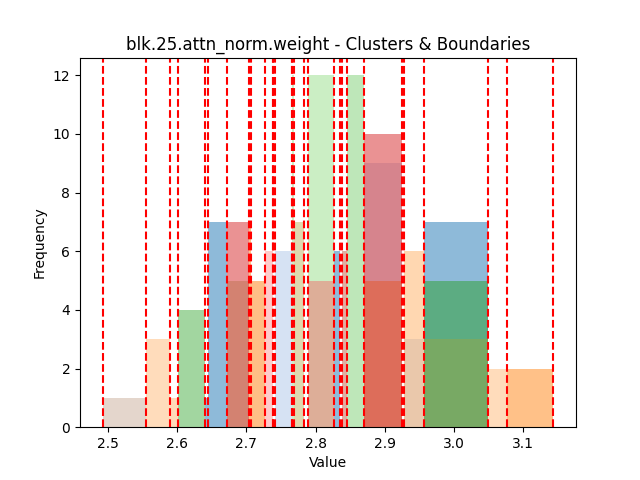 blk.25.attn_norm.weight - Clusters & Boundaries
12
10
8
6
4
2
0
Frequency
2.5 2.6 2.7 2.8 2.9 3.0 3.1
Value